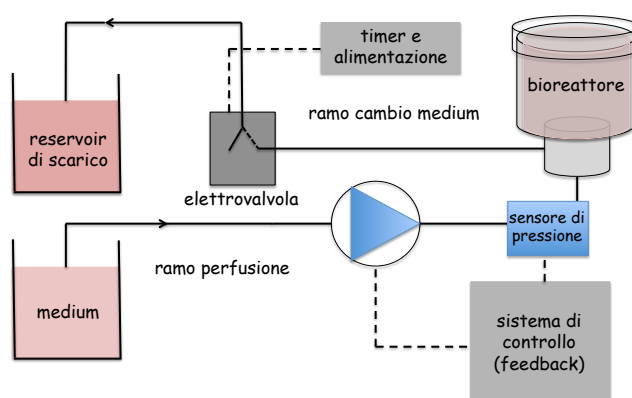 timer e
alimentazione
bioreattore
ramo cambio medium
reservoir
di scarico
elettrovalvola
sensore di
pressione
ramo perfusione
medium
sistema di
controllo
(feedback)